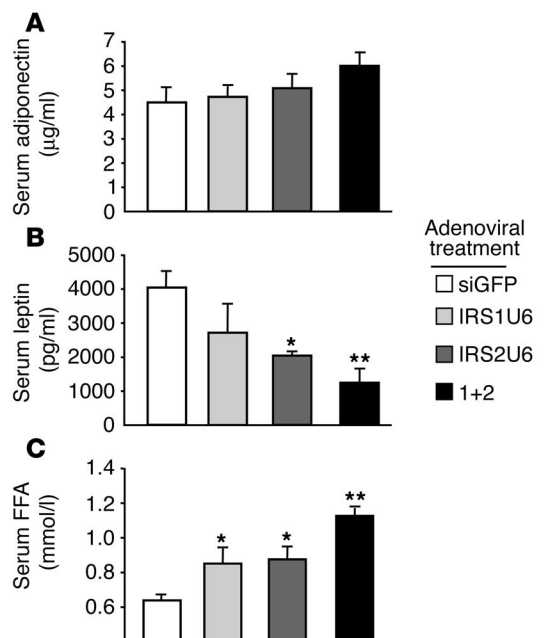 A
Serum adiponectin
(μg/ml)
7
6
5
4
3
2
1
0
B
Serum leptin
(pg/ml)
5000
4000
3000
2000
1000
0
*
**
Adenoviral
treatment
siGFP
IRS1U6
IRS2U6
1+2
C
Serum FFA
(mmol/l)
1.4
1.2
1.0
0.8
0.6
*
*
**